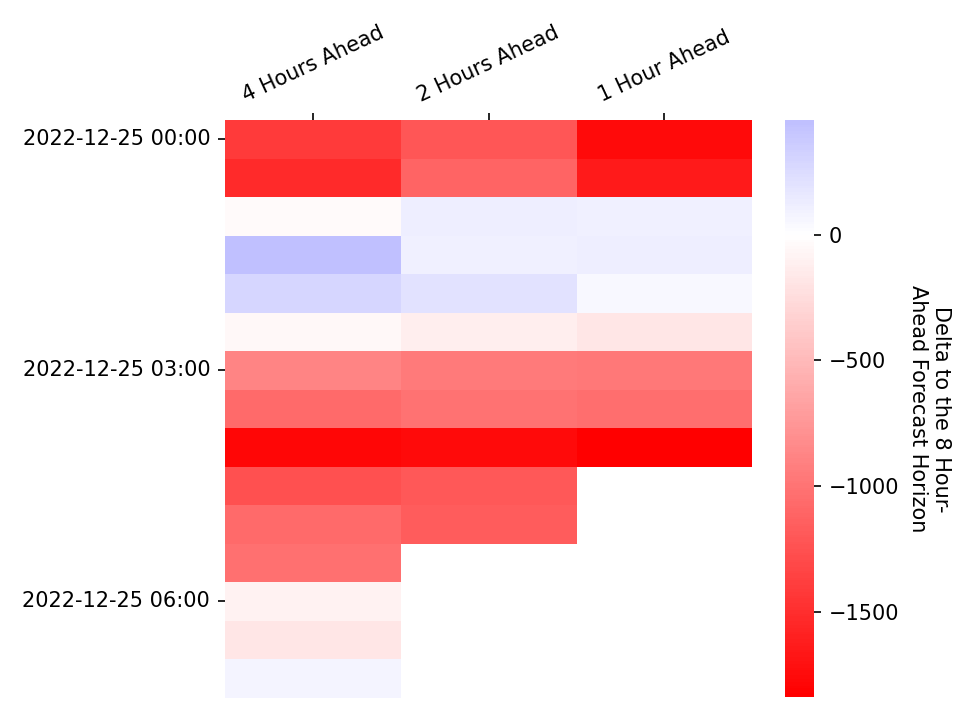 4 Hours Ahead
2 Hours Ahead
1 Hour Ahead
2022-12-25 00:00
2022-12-25 03:00
2022-12-25 06:00
0
−500
−1000
−1500
Delta to the 8 Hour-
Ahead Forecast Horizon